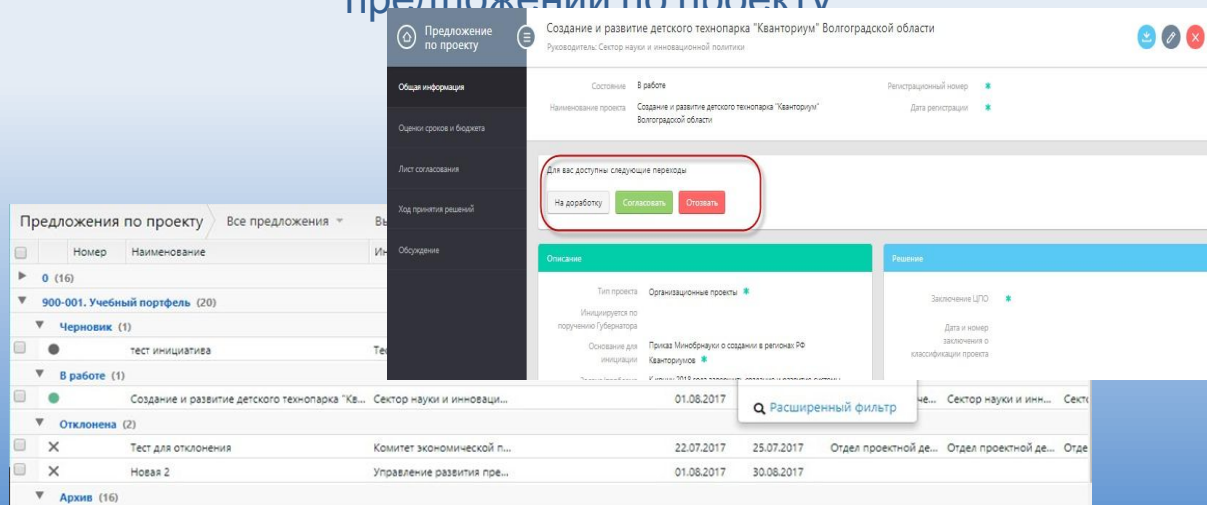 предложений по проекту
Предложение
по проекту
Создание и развитие детского технопарка "Кванториум" Волгоградской области
Руководитель: Сектор науки и инновационной политики
Общая информация
Оценки сроков и бюджета
Лист согласования
Ход принятия решений
Обсуждение
Состояние В работе
Регистрационный номер *
Наименование проекта Создание и развитие детского технопарка "Кванториум"
Волгоградской области
Дата регистрации *
Для вас доступны следующие переходы
На доработку Согласовать Отозвать
Описание
Решение
Тип проекта Организационные проекты *
Инициируется по
поручению Губернатора
Основание для
инициации
Приказ Минобрнауки о создании в регионах РФ
Кванториумов *
Заключение ЦПО *
Дата и номер
заключения о
классификации проекта
Предложения по проекту Все предложения
Номер Наименование
0 (16)
900-001. Учебный портфель (20)
Черновик (1)
тест инициатива
В работе (1)
Создание и развитие детского технопарка "Кв... Сектор науки и инноваци... 01.08.2017
Расширенный фильтр
че... Сектор науки и инн... Сект
Отклонена (2)
Тест для отклонения Комитет экономической п... 22.07.2017 25.07.2017 Отдел проектной де... Отдел проектной де... Отде
Новая 2 Управление развития пре... 01.08.2017 30.08.2017
Архив (16)